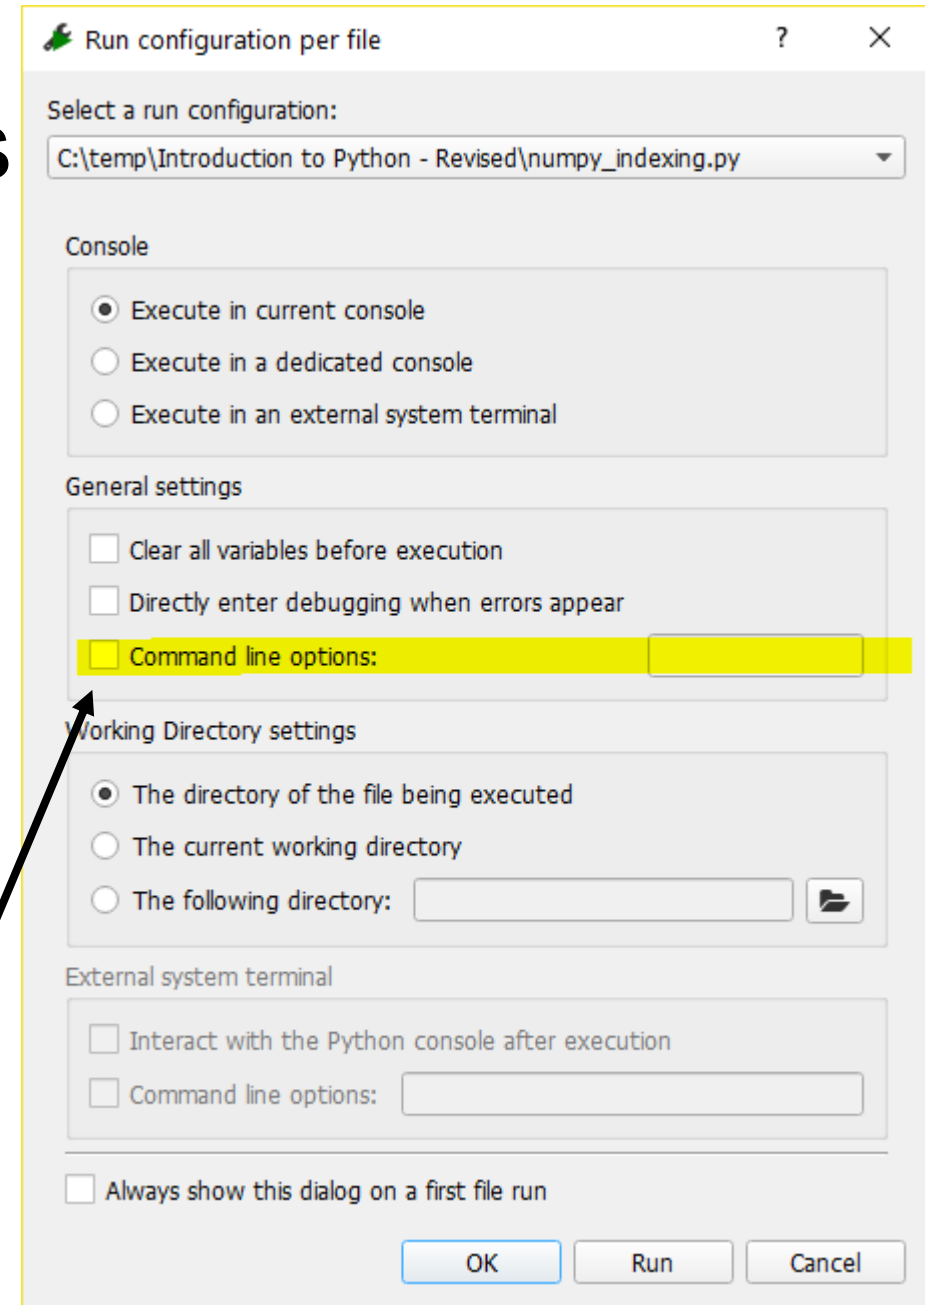 Run configuration per file ?
Select a run configuration:
s
C:\temp\Introduction to Python - Revised\numpy_indexing.py
Console
Execute in current console
Execute in a dedicated console
Execute in an external system terminal
General settings
Clear all variables before execution
Directly enter debugging when errors appear
Command line options:
Working Directory settings
The directory of the file being executed
The current working directory
The following directory:
External system terminal
Interact with the Python console after execution
Command line options:
Always show this dialog on a first file run
OK Run Cancel